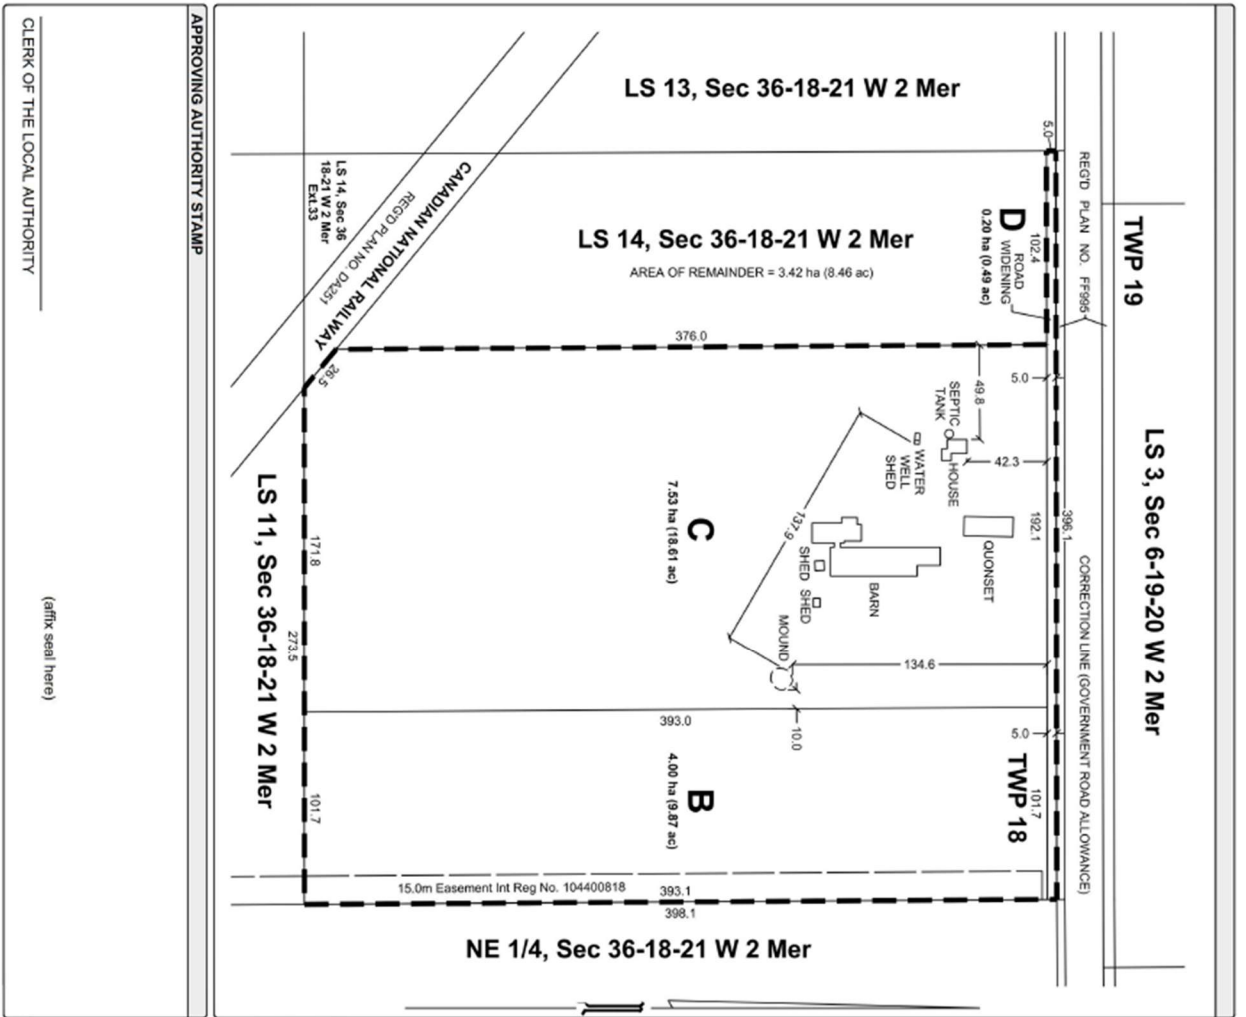 CLERK OF THE LOCAL AUTHORITY
(affix seal here)
APPROVING AUTHORITY STAMP
LS 13, Sec 36-18-21 W 2 Mer
5.0
REG'D PLAN NO. FF995
TWP 19
LS 3, Sec 6-19-20 W 2 Mer
CORRECTION LINE (GOVERNMENT ROAD ALLOWANCE)
396.1
LS 14, Sec 36
18-21 W 2 Mer
Ext.33
CANADIAN NATIONAL RAILWAY
REG'D PLAN NO. DA251
LS 14, Sec 36-18-21 W 2 Mer
AREA OF REMAINDER = 3.42 ha (8.46 ac)
D
0.20 ha (0.49 ac)
ROAD
WIDENING
102.4
376.0
26.5
5.0
49.8
SEPTIC
TANK
HOUSE
42.3
WATER
WELL
SHED
192.1
QUONSET
137.9
BARN
SHED
SHED
MOUND
134.6
C
7.53 ha (18.61 ac)
171.8
273.5
LS 11, Sec 36-18-21 W 2 Mer
393.0
10.0
5.0
TWP 18
101.7
B
4.00 ha (9.87 ac)
101.7
15.0m Easement Int Reg No. 104400818
393.1
398.1
NE 1/4, Sec 36-18-21 W 2 Mer